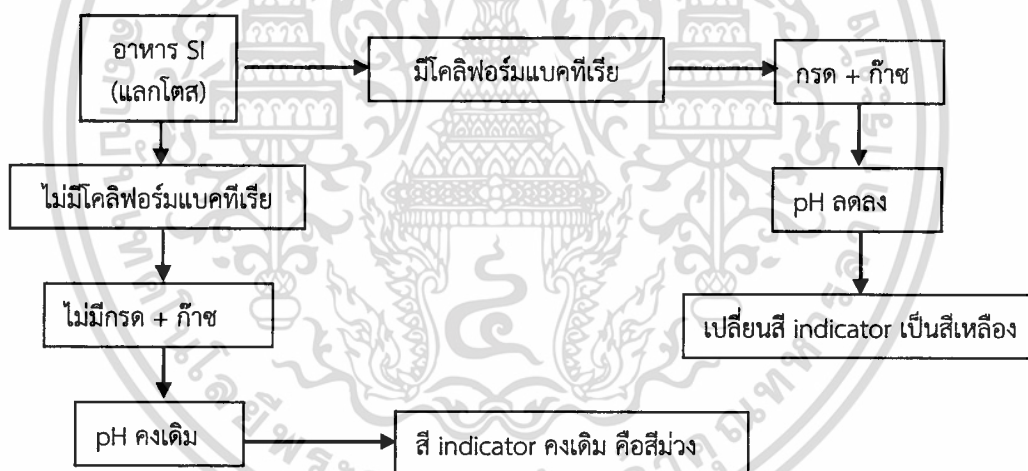 อาหาร SI
(แลกโตส)
มีโคลิฟอร์มแบคทีเรีย
กรด + ก๊าซ
ไม่มีโคลิฟอร์มแบคทีเรีย
pH ลดลง
ไม่มีกรด + ก๊าซ
เปลี่ยนสี indicator เป็นสีเหลือง
pH คงเดิม
สี indicator คงเดิม คือสีม่วง